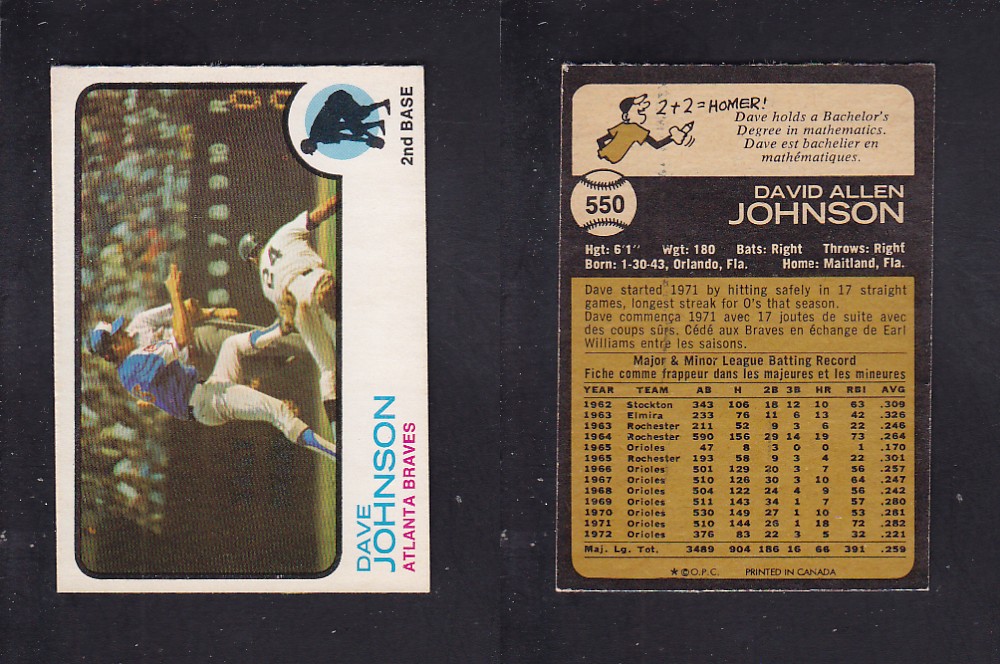 2nd BASE
24
DAVE
JOHNSON
ATLANTA BRAVES
2+2=HOMER!
Dave holds a Bachelor's
Degree in mathematics.
Dave est bachelier en
mathématiques.
550
DAVID ALLEN
JOHNSON
Hgt: 6'1" Wgt: 180 Bats: Right Throws: Right
Born: 1-30-43, Orlando, Fla. Home: Maitland, Fla.
Dave started 1971 by hitting safely in 17 straight
games, longest streak for O's that season.
Dave commença 1971 avec 17 joutes de suite avec
des coups sûrs. Cédé aux Braves en échange de Earl
Williams entre les saisons.
Major & Minor League Batting Record
Fiche comme frappeur dans les majeures et les mineures
YEAR TEAM AB H 2B 3B HR RBI AVG
1962 Stockton 343 106 18 12 10 63 .309
1963 Elmira 233 76 11 6 13 42 .326
1963 Rochester 211 52 9 3 6 22 .246
1964 Rochester 590 156 29 14 19 73 .264
1965 Orioles 47 8 3 0 0 1 .170
1965 Rochester 193 58 9 3 4 22 .301
1966 Orioles 501 129 20 3 7 56 .257
1967 Orioles 510 126 30 3 10 64 .247
1968 Orioles 504 122 24 4 9 56 .242
1969 Orioles 511 143 34 1 7 57 .280
1970 Orioles 530 149 27 1 10 53 .281
1971 Orioles 510 144 26 1 18 72 .282
1972 Orioles 376 83 22 3 5 32 .221
Maj. Lg. Tot. 3489 904 186 16 66 391 .259
★ © O.P.C. PRINTED IN CANADA